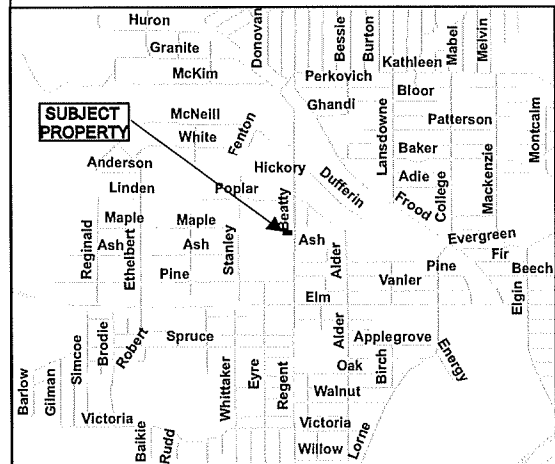 Huron
Granite
McKim
Donovan
Bessie
Burton
Kathleen
Mabel
Melvin
Perkovich
Ghandi
Bloor
SUBJECT
PROPERTY
McNeill
White
Fenton
Lansdowne
Patterson
Montcalm
Baker
Anderson
Hickory
Dufferin
Adie
College
Mackenzie
Linden
Poplar
Beatty
Frood
Maple
Maple
Reginald
Ash
Ethelbert
Ash
Stanley
Ash
Alder
Evergreen
Fir
Pine
Pine
Vanier
Beech
Elgin
Elm
Barlow
Gilman
Simcoe
Brodie
Robert
Spruce
Whittaker
Eyre
Regent
Alder
Applegrove
Oak
Birch
Energy
Walnut
Victoria
Baikie
Rudd
Victoria
Willow
Lorne